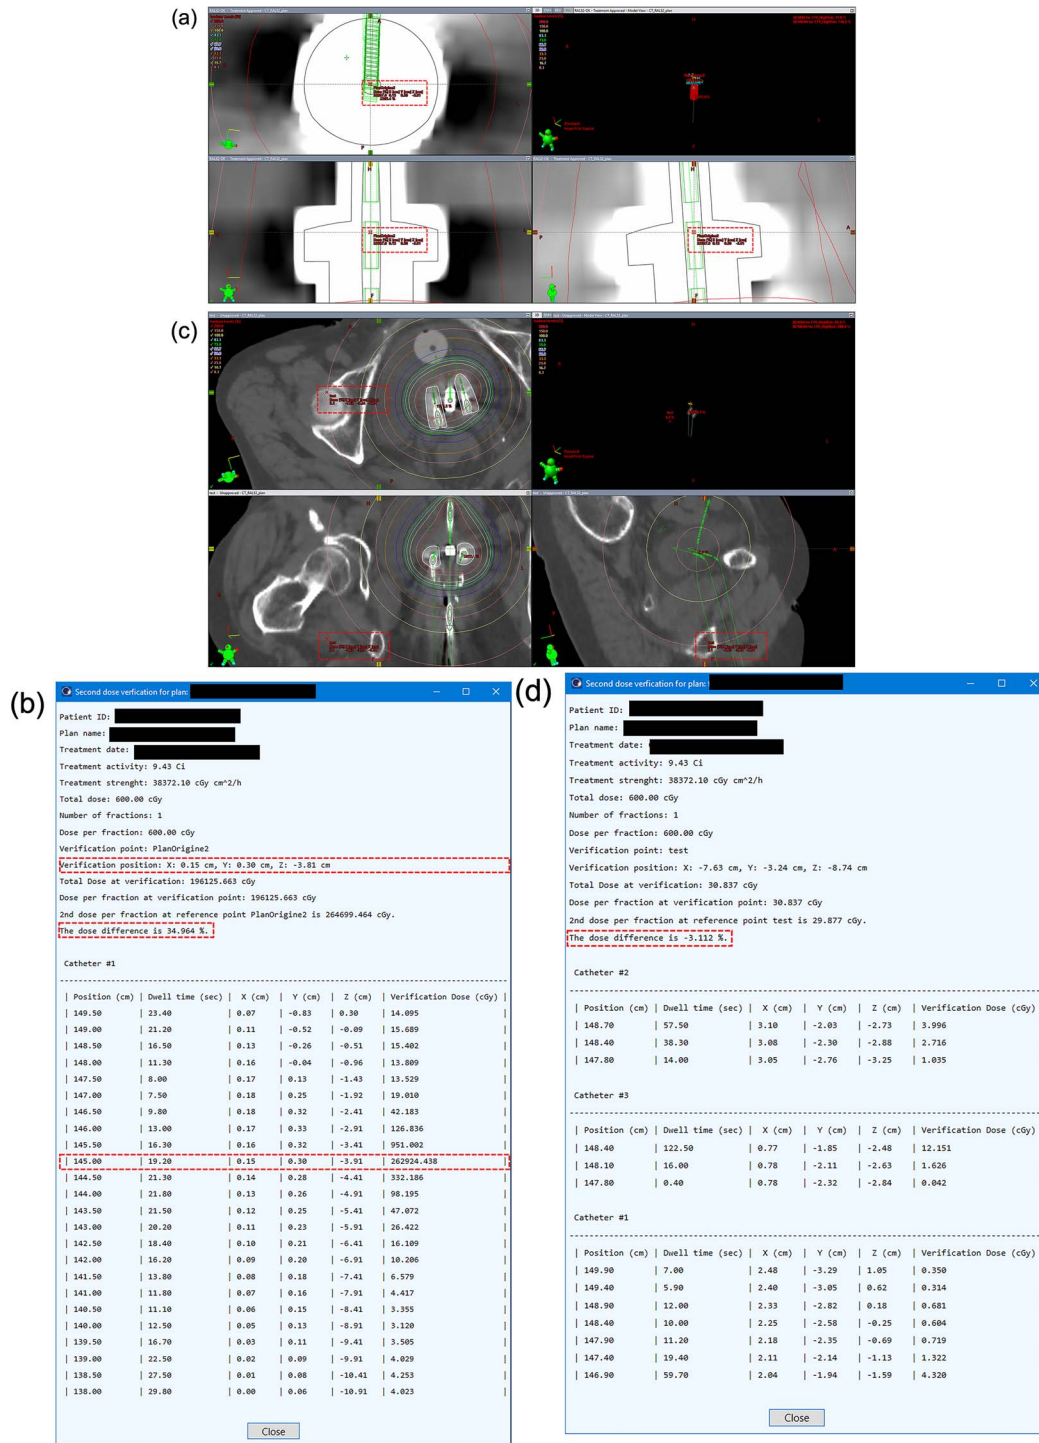 (a)
(c)
(b)
Second dose verfication for plan:
Patient ID:
Plan name:
Treatment date:
Treatment activity: 9.43 Ci
Treatment strenght: 38372.10 cGy cm^2/h
Total dose: 600.00 cGy
Number of fractions: 1
Dose per fraction: 600.00 cGy
Verification point: PlanOrigine2
Verification position: X: 0.15 cm, Y: 0.30 cm, Z: -3.81 cm
Total Dose at verification: 196125.663 cGy
Dose per fraction at verification point: 196125.663 cGy
2nd dose per fraction at reference point PlanOrigine2 is 264699.464 cGy.
The dose difference is 34.964 %.
Catheter #1
| Position (cm) | Dwell time (sec) | X (cm) | Y (cm) | Z (cm) | Verification Dose (cGy) |
| 149.50 | 23.40 | 0.07 | -0.83 | 0.30 | 14.095 |
| 149.00 | 21.20 | 0.11 | -0.52 | -0.09 | 15.689 |
| 148.50 | 16.50 | 0.13 | -0.26 | -0.51 | 15.402 |
| 148.00 | 11.30 | 0.16 | -0.04 | -0.96 | 13.809 |
| 147.50 | 8.00 | 0.17 | 0.13 | -1.43 | 13.529 |
| 147.00 | 7.50 | 0.18 | 0.25 | -1.92 | 19.010 |
| 146.50 | 9.80 | 0.18 | 0.32 | -2.41 | 42.183 |
| 146.00 | 13.00 | 0.17 | 0.33 | -2.91 | 126.836 |
| 145.50 | 16.30 | 0.16 | 0.32 | -3.41 | 951.002 |
| 145.00 | 19.20 | 0.15 | 0.30 | -3.91 | 262924.438 |
| 144.50 | 21.30 | 0.14 | 0.28 | -4.41 | 332.186 |
| 144.00 | 21.80 | 0.13 | 0.26 | -4.91 | 98.195 |
| 143.50 | 21.50 | 0.12 | 0.25 | -5.41 | 47.072 |
| 143.00 | 20.20 | 0.11 | 0.23 | -5.91 | 26.422 |
| 142.50 | 18.40 | 0.10 | 0.21 | -6.41 | 16.109 |
| 142.00 | 16.20 | 0.09 | 0.20 | -6.91 | 10.206 |
| 141.50 | 13.80 | 0.08 | 0.18 | -7.41 | 6.579 |
| 141.00 | 11.80 | 0.07 | 0.16 | -7.91 | 4.417 |
| 140.50 | 11.10 | 0.06 | 0.15 | -8.41 | 3.355 |
| 140.00 | 12.50 | 0.05 | 0.13 | -8.91 | 3.120 |
| 139.50 | 16.70 | 0.03 | 0.11 | -9.41 | 3.505 |
| 139.00 | 22.50 | 0.02 | 0.09 | -9.91 | 4.029 |
| 138.50 | 27.50 | 0.01 | 0.08 | -10.41 | 4.253 |
| 138.00 | 29.80 | 0.00 | 0.06 | -10.91 | 4.023 |
Close
(d)
Second dose verfication for plan:
Patient ID:
Plan name:
Treatment date:
Treatment activity: 9.43 Ci
Treatment strenght: 38372.10 cGy cm^2/h
Total dose: 600.00 cGy
Number of fractions: 1
Dose per fraction: 600.00 cGy
Verification point: test
Verification position: X: -7.63 cm, Y: -3.24 cm, Z: -8.74 cm
Total Dose at verification: 30.837 cGy
Dose per fraction at verification point: 30.837 cGy
2nd dose per fraction at reference point test is 29.877 cGy.
The dose difference is -3.112 %.
Catheter #2
| Position (cm) | Dwell time (sec) | X (cm) | Y (cm) | Z (cm) | Verification Dose (cGy)
| 148.70 | 57.50 | 3.10 | -2.03 | -2.73 | 3.996
| 148.40 | 38.30 | 3.08 | -2.30 | -2.88 | 2.716
| 147.80 | 14.00 | 3.05 | -2.76 | -3.25 | 1.035
Catheter #3
| Position (cm) | Dwell time (sec) | X (cm) | Y (cm) | Z (cm) | Verification Dose (cGy)
| 148.40 | 122.50 | 0.77 | -1.85 | -2.48 | 12.151
| 148.10 | 16.00 | 0.78 | -2.11 | -2.63 | 1.626
| 147.80 | 0.40 | 0.78 | -2.32 | -2.84 | 0.042
Catheter #1
| Position (cm) | Dwell time (sec) | X (cm) | Y (cm) | Z (cm) | Verification Dose (cGy)
| 149.90 | 7.00 | 2.48 | -3.29 | 1.05 | 0.350
| 149.40 | 5.90 | 2.40 | -3.05 | 0.62 | 0.314
| 148.90 | 12.00 | 2.33 | -2.82 | 0.18 | 0.681
| 148.40 | 10.00 | 2.25 | -2.58 | -0.25 | 0.604
| 147.90 | 11.20 | 2.18 | -2.35 | -0.69 | 0.719
| 147.40 | 19.40 | 2.11 | -2.14 | -1.13 | 1.322
| 146.90 | 59.70 | 2.04 | -1.94 | -1.59 | 4.320
Close